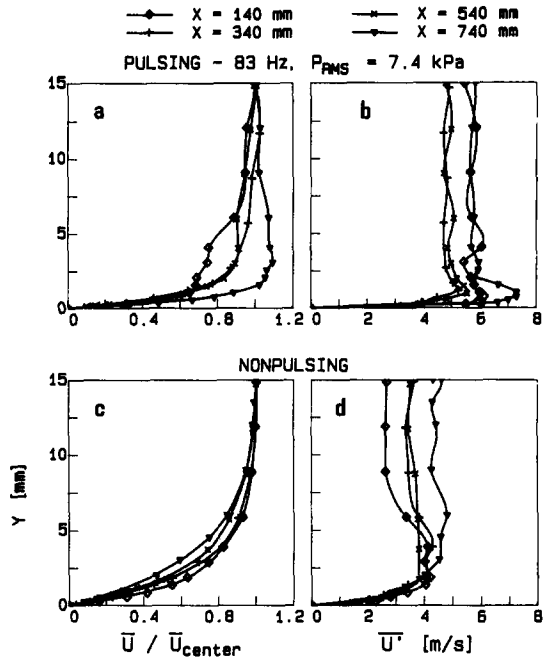 X = 140 mm X = 540 mm
X = 340 mm X = 740 mm
PULSING - 83 Hz, P_RMS = 7.4 kPa
15 a b
10
5
0
0 0.4 0.8 1.2 0 2 4 6 8
NONPULSING
15 c d
10
5
0
0 0.4 0.8 1.2 0 2 4 6 8
Y [mm]
U̅ / U̅center U̅' [m/s]